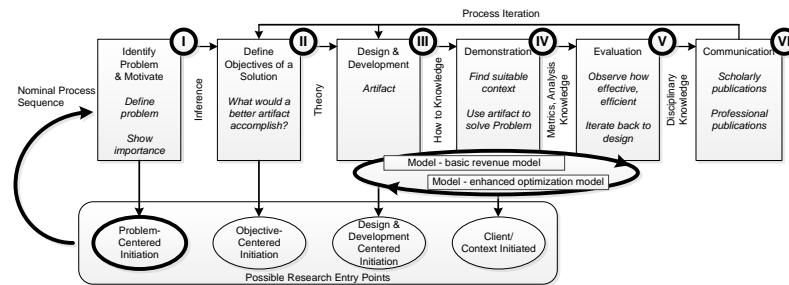 Process Iteration
Nominal Process
Sequence
I
Identify
Problem
& Motivate
Define
problem
Show
importance
Inference
II
Define
Objectives of a
Solution
What would a
better artifact
accomplish?
Theory
III
Design &
Development
Artifact
How to Knowledge
IV
Demonstration
Find suitable
context
Use artifact to
solve Problem
Metrics, Analysis
Knowledge
V
Evaluation
Observe how
effective,
efficient
Iterate back to
design
Disciplinary
Knowledge
VI
Communication
Scholarly
publications
Professional
publications
Model - basic revenue model
Model - enhanced optimization model
Problem-
Centered
Initiation
Objective-
Centered
Initiation
Design &
Development
Centered
Initiation
Client/
Context Initiated
Possible Research Entry Points